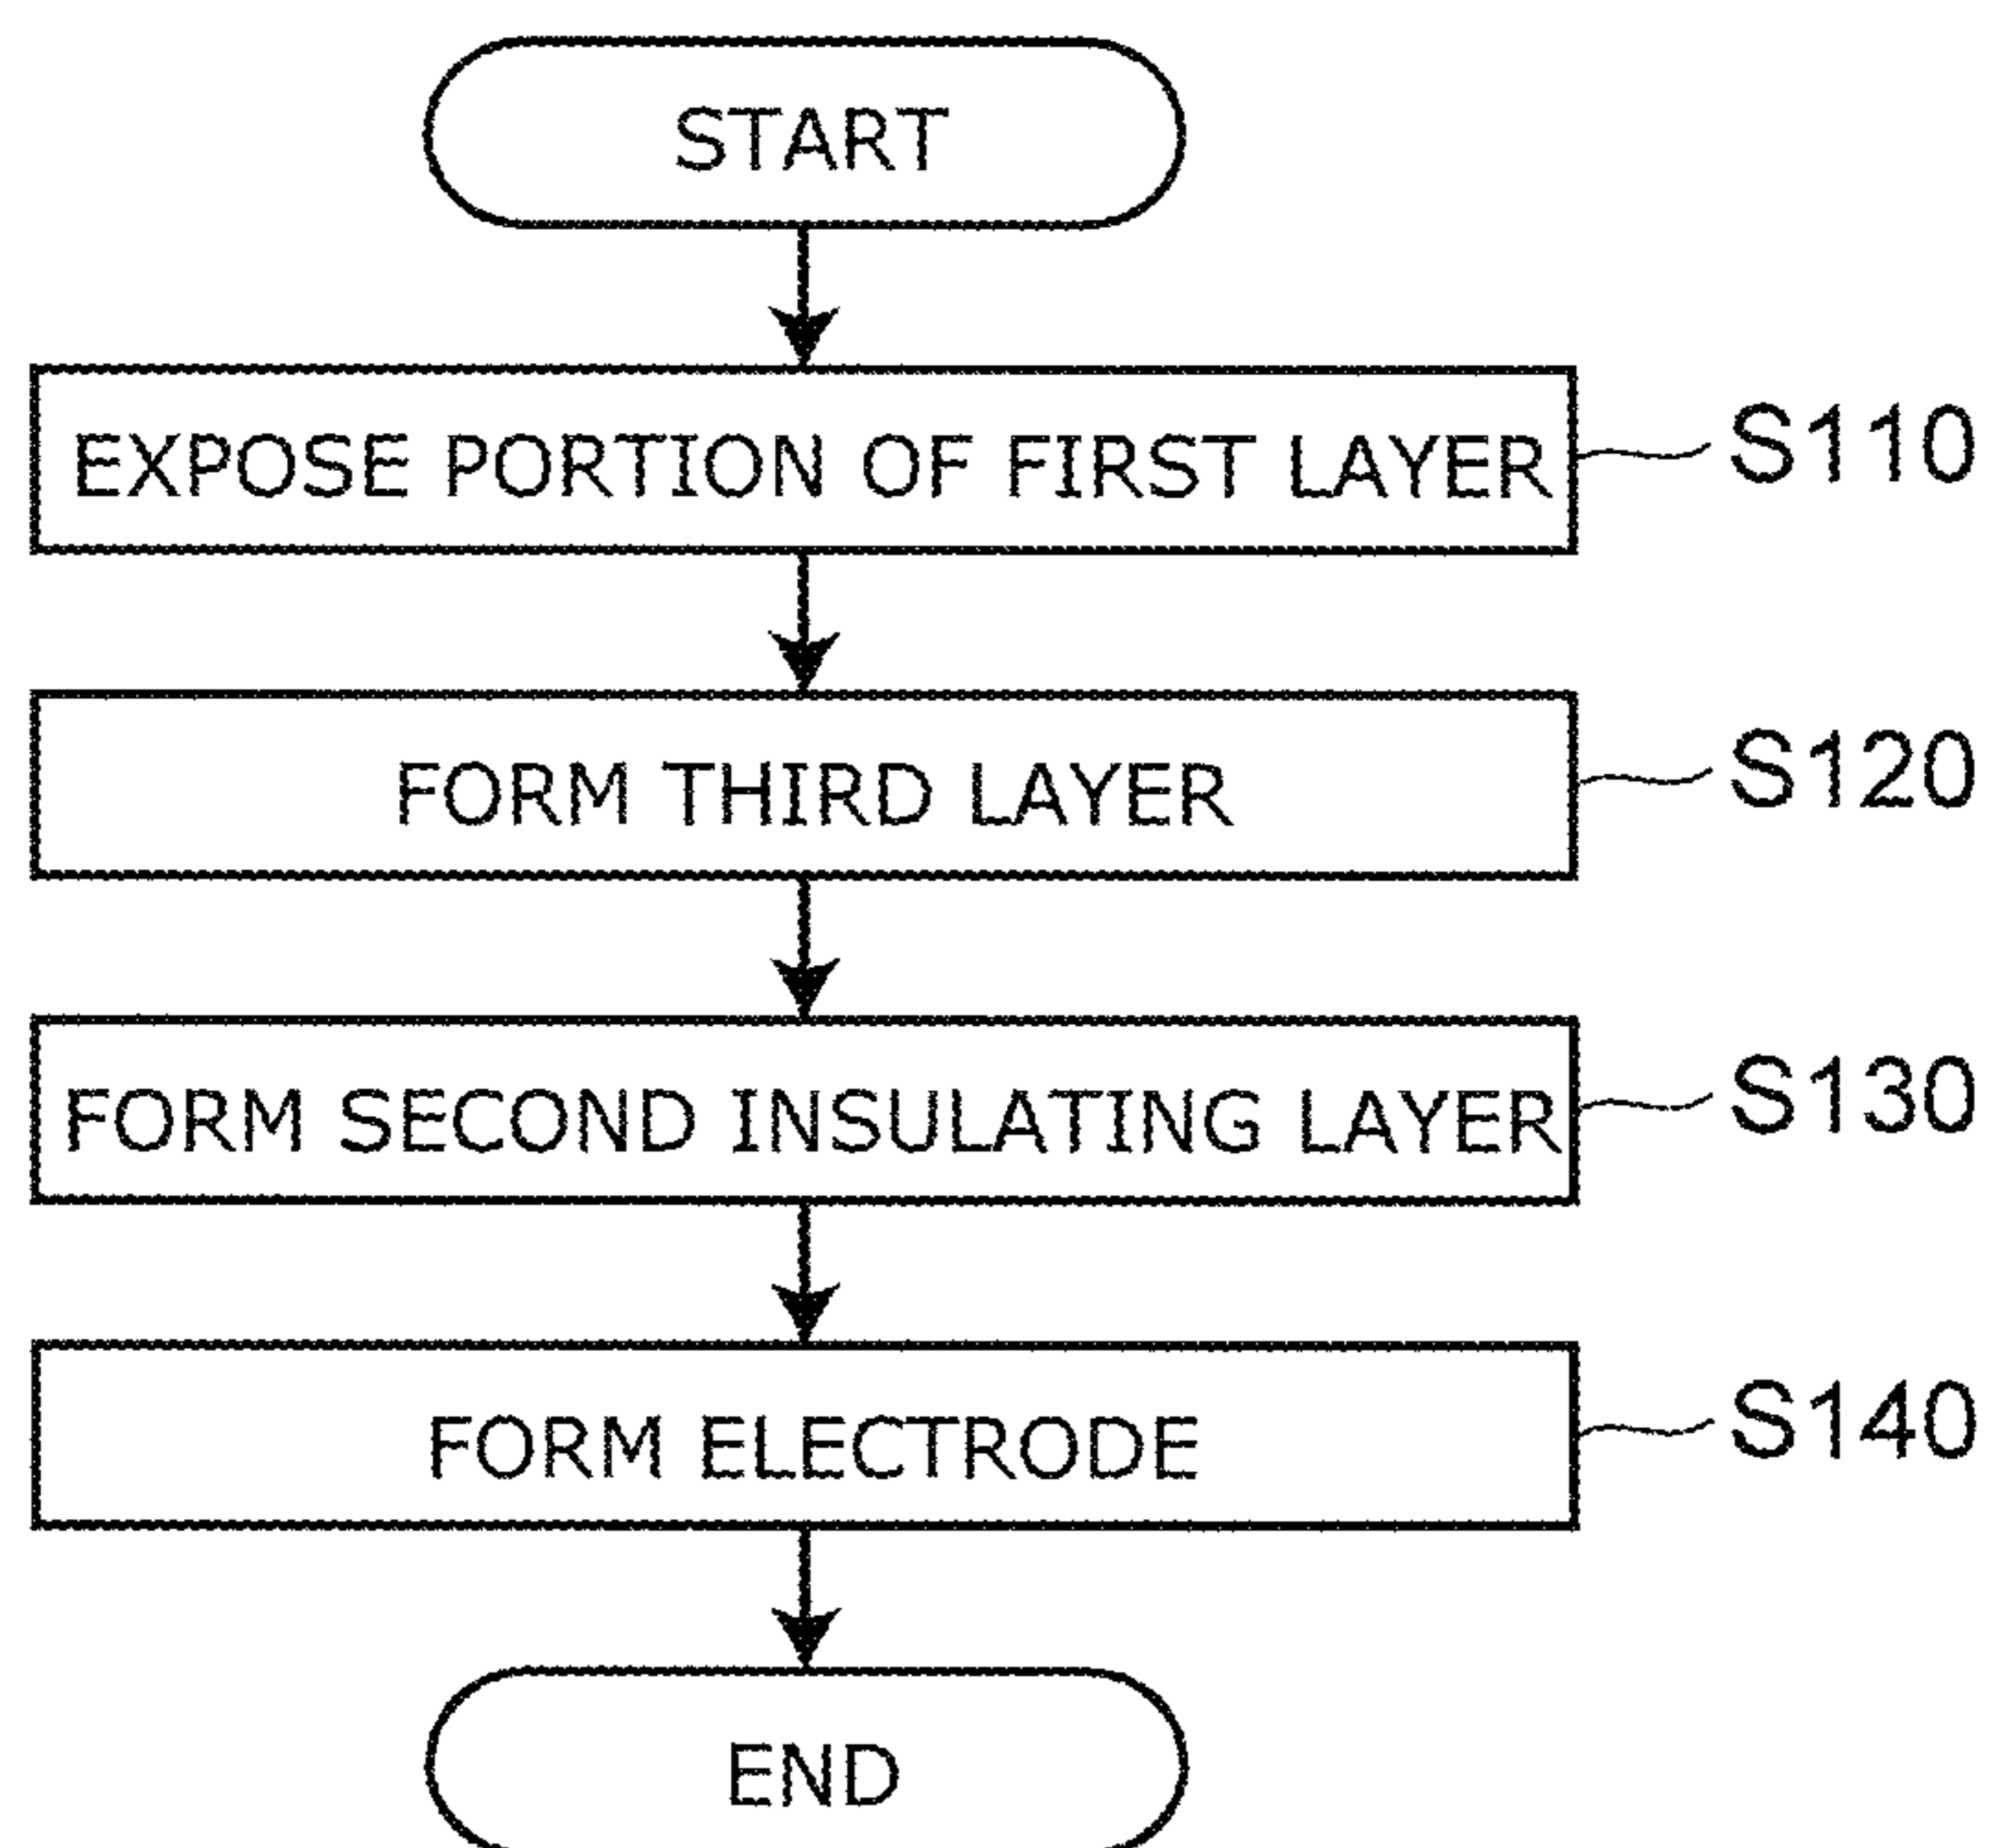 START
EXPOSE PORTION OF FIRST LAYER S110
FORM THIRD LAYER S120
FORM SECOND INSULATING LAYER S130
FORM ELECTRODE S140
END